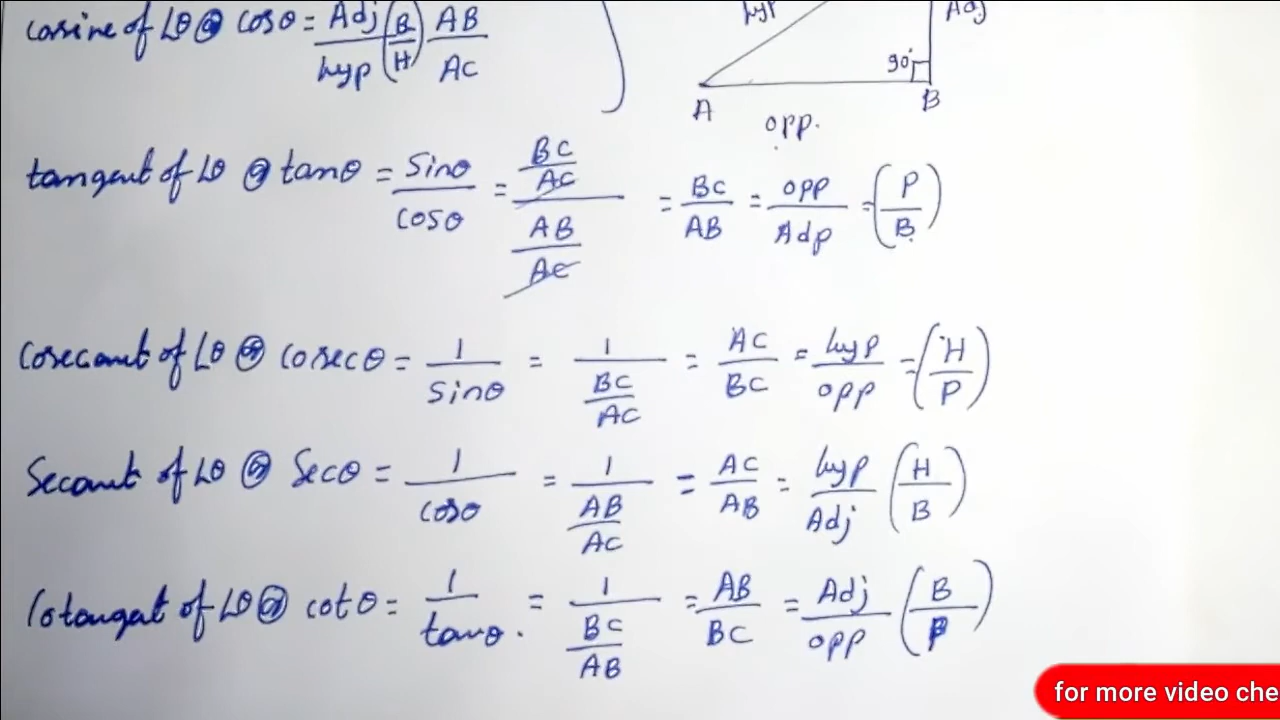 cosine of ∠θ @ cosθ = Adj/hyp (B/H) AB/AC
hyp
Adj
90°
A
B
opp.
tangent of ∠θ @ tanθ = sinθ/cosθ = (BC/AC)/(AB/AC) = BC/AB = opp/Adp = (P/B)
Cosecant of ∠θ @ cosecθ = 1/sinθ = 1/(BC/AC) = AC/BC = hyp/opp = (H/P)
Secant of ∠θ @ Secθ = 1/cosθ = 1/(AB/AC) = AC/AB = hyp/Adj (H/B)
Cotangat of ∠θ @ cotθ = 1/tanθ. = 1/(BC/AB) = AB/BC = Adj/opp (B/P)
for more video che